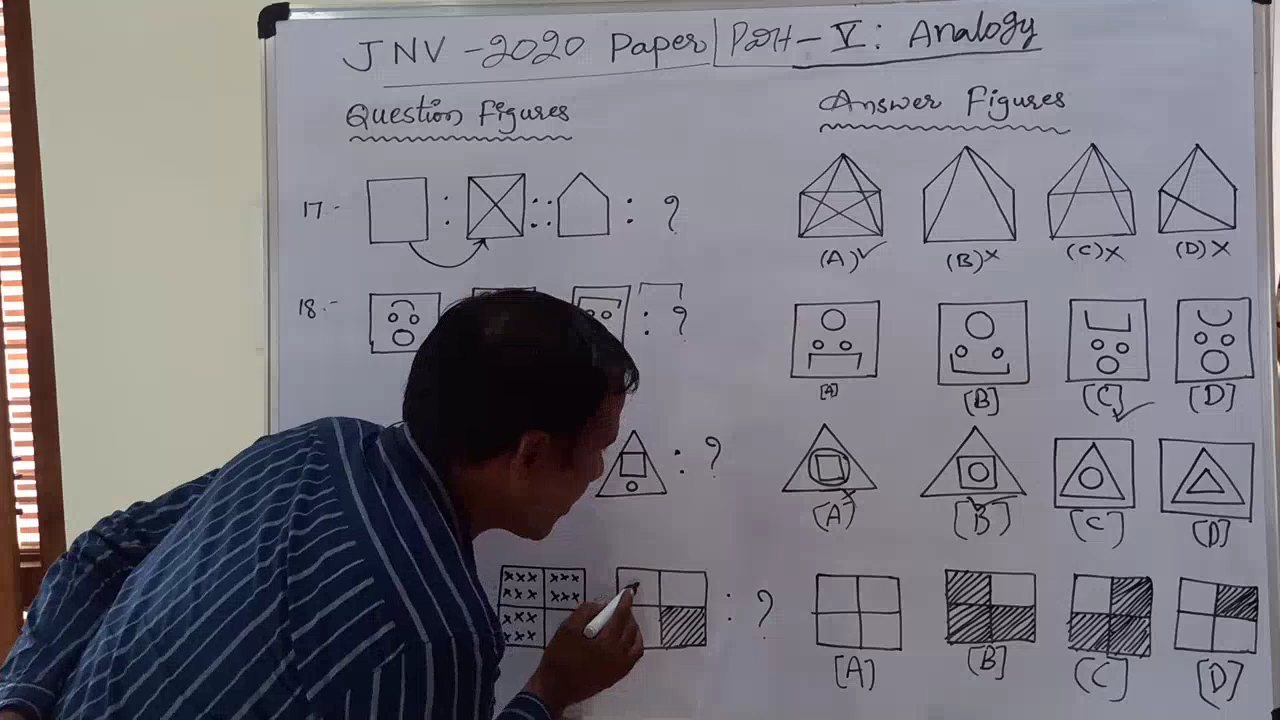 JNV - 2020 Paper | Part - V : Analogy
Question Figures
Answer Figures
17.- : :: : ?
(A)✓ (B)× (C)× (D)×
18.- : ?
[A] [B] [C]✓ [D]
: ?
(A)× (B)✓ (C) [D]
××× ×××
××× ×××
××× : ?
×××
[A] [B] (C] [D]